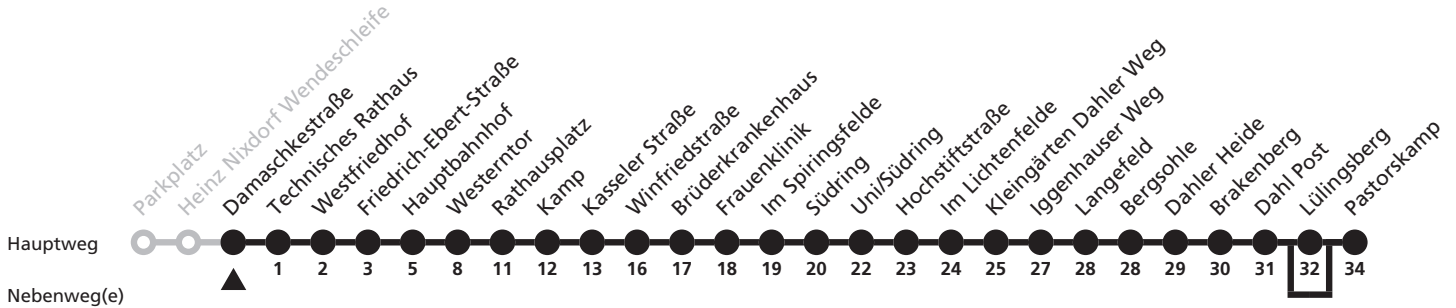 Parkplatz
Heinz Nixdorf Wendeschleife
Damaschkestraße
Technisches Rathaus
Westfriedhof
Friedrich-Ebert-Straße
Hauptbahnhof
Westerntor
Rathausplatz
Kamp
Kasseler Straße
Winfriedstraße
Brüderkrankenhaus
Frauenklinik
Im Spiringsfelde
Südring
Uni/Südring
Hochstiftstraße
Im Lichtenfelde
Kleingärten Dahler Weg
Iggenhauser Weg
Langefeld
Bergsohle
Dahler Heide
Brakenberg
Dahl Post
Lülingsberg
Pastorskamp
Hauptweg
1 2 3 5 8 11 12 13 16 17 18 19 20 22 23 24 25 27 28 28 29 30 31 32 34
Nebenweg(e)